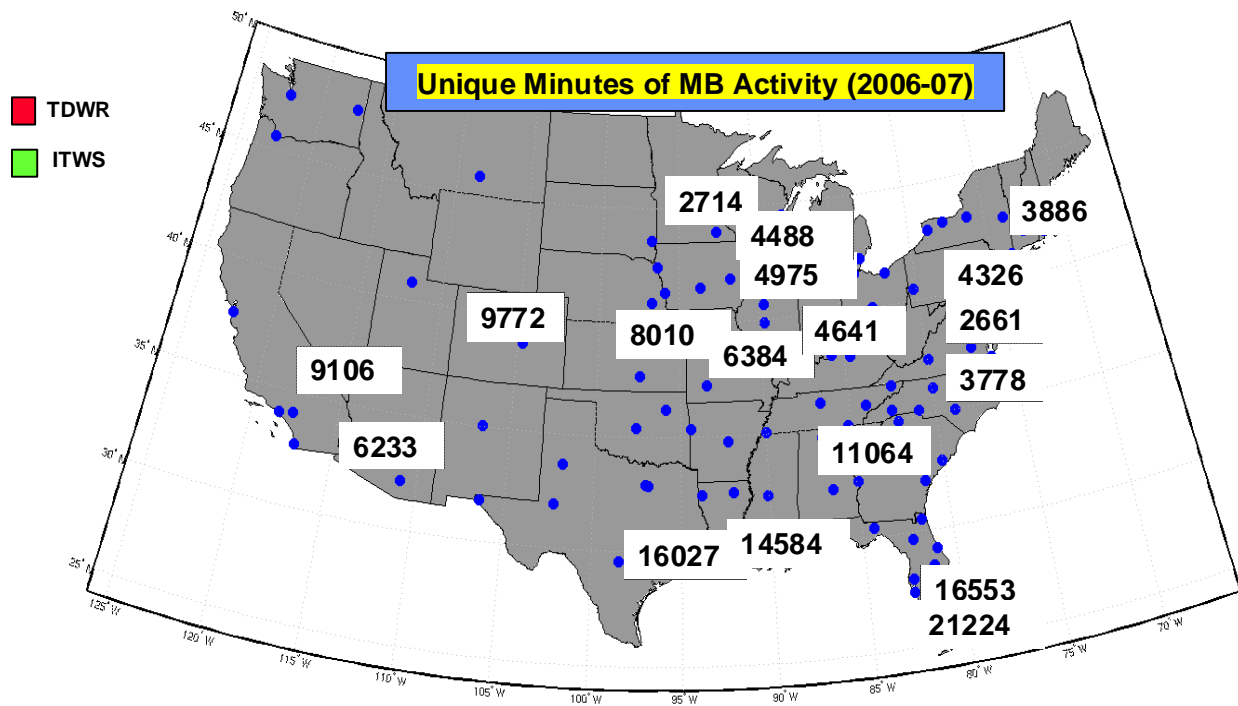 50° N
Unique Minutes of MB Activity (2006-07)
TDWR
45° N
ITWS
2714
3886
4488
40° N
4975
4326
9772
8010
4641
2661
6384
35° N
9106
3778
6233
11064
30° N
16027
14584
25° N
16553
125° W
21224
70° W
120° W
75° W
115° W
80° W
105° W
110° W
85° W
100° W
95° W
90° W